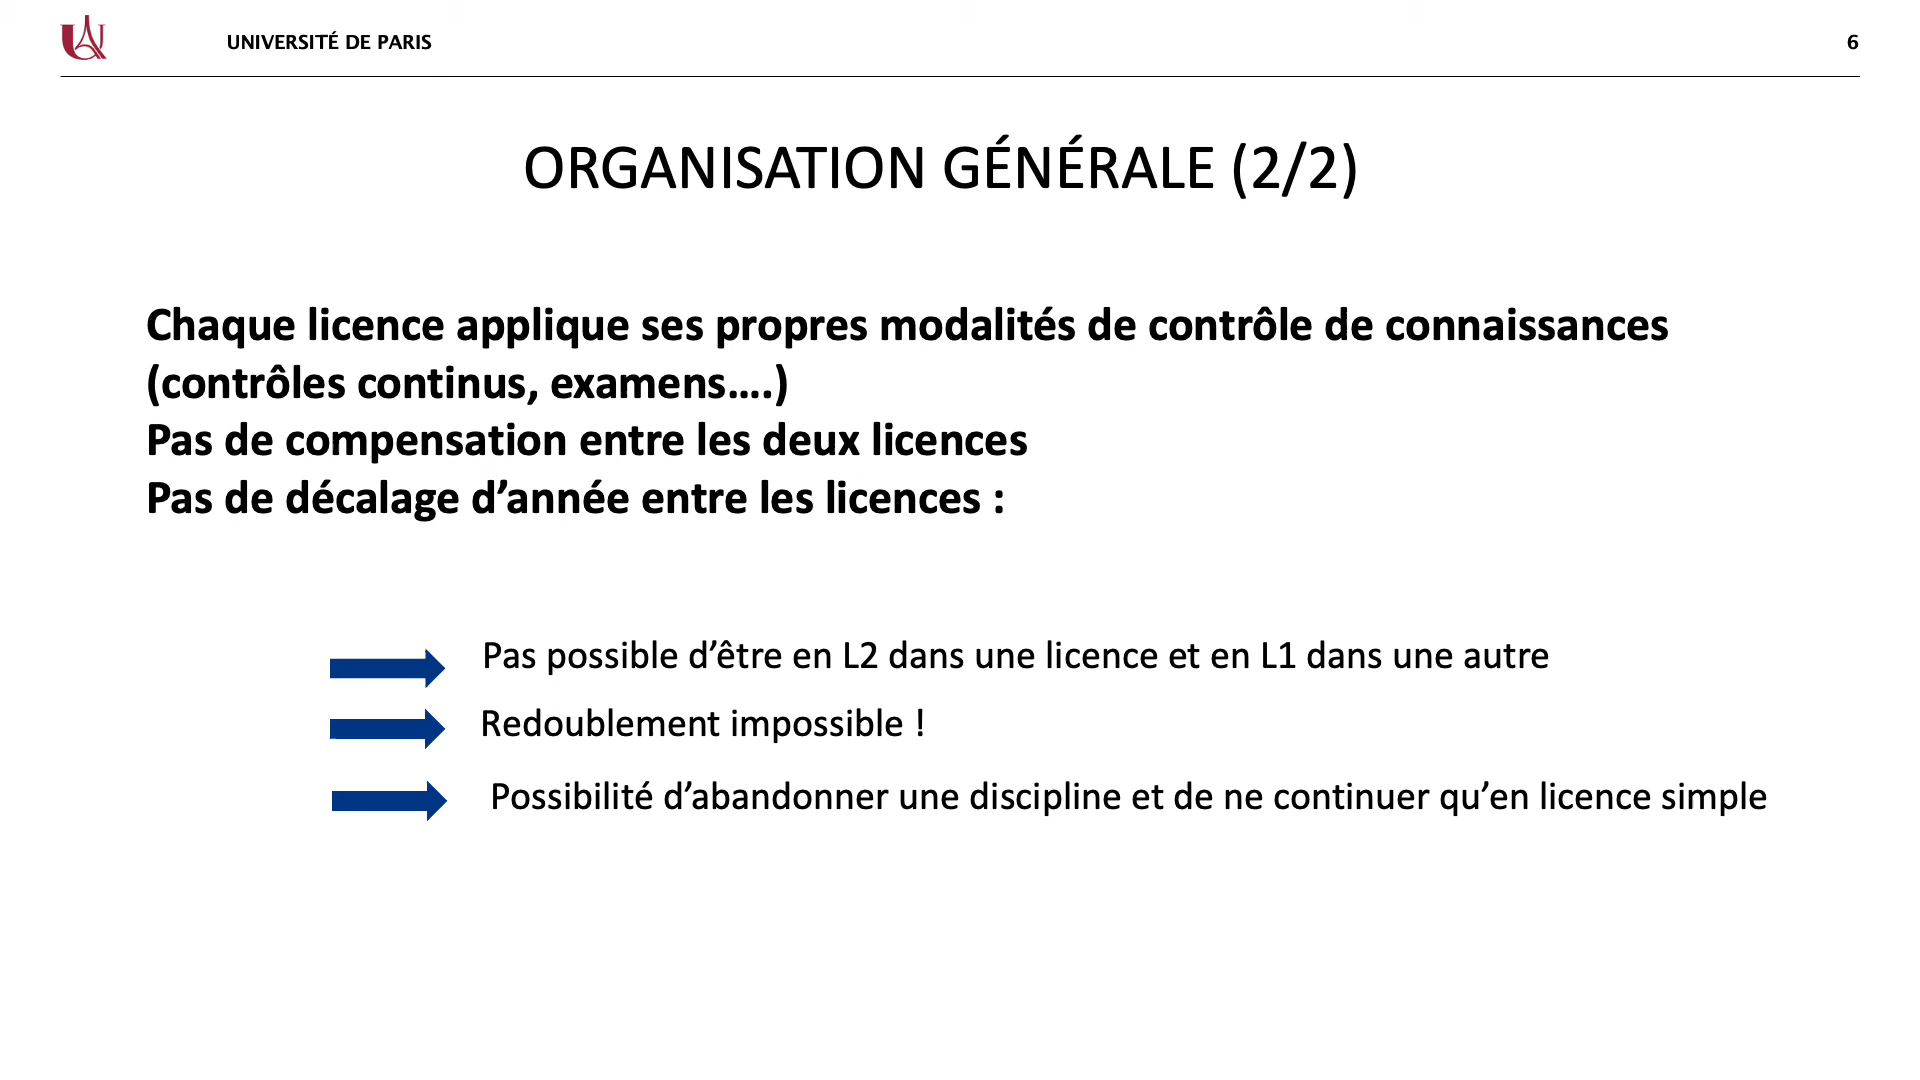 UNIVERSITÉ DE PARIS
6
ORGANISATION GÉNÉRALE (2/2)
Chaque licence applique ses propres modalités de contrôle de connaissances
(contrôles continus, examens….)
Pas de compensation entre les deux licences
Pas de décalage d’année entre les licences :
Pas possible d’être en L2 dans une licence et en L1 dans une autre
Redoublement impossible !
Possibilité d’abandonner une discipline et de ne continuer qu’en licence simple